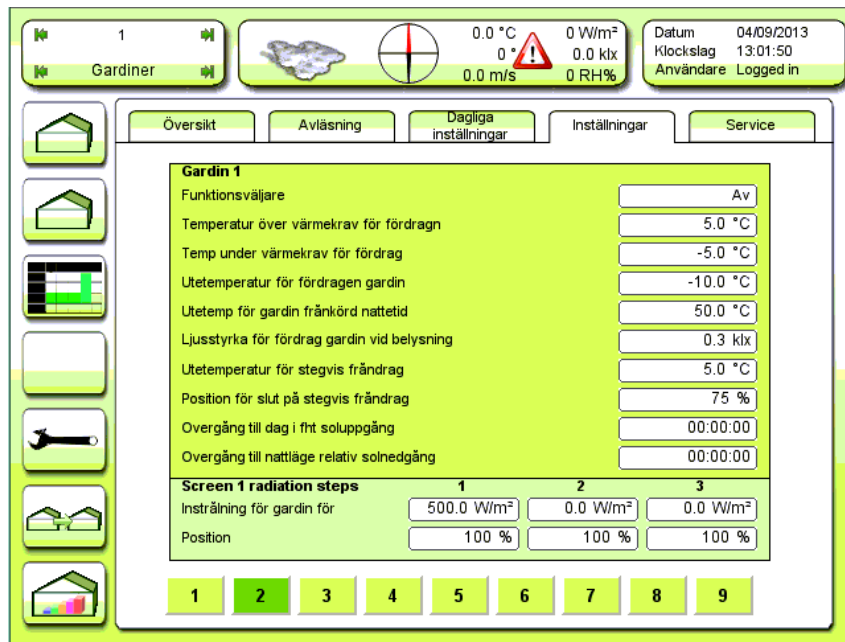 1
Gardiner
0.0 °C
0 °
0.0 m/s
0 W/m²
0.0 klx
0 RH%
Datum 04/09/2013
Klockslag 13:01:50
Användare Logged in
Översikt
Avläsning
Dagliga
inställningar
Inställningar
Service
Gardin 1
Funktionsväljare Av
Temperatur över värmekrav för fördragn 5.0 °C
Temp under värmekrav för fördrag -5.0 °C
Utetemperatur för fördragen gardin -10.0 °C
Utetemp för gardin frånkörd nattetid 50.0 °C
Ljusstyrka för fördrag gardin vid belysning 0.3 klx
Utetemperatur för stegvis fråndrag 5.0 °C
Position för slut på stegvis fråndrag 75 %
Overgång till dag i fht soluppgång 00:00:00
Overgång till nattläge relativ solnedgång 00:00:00
Screen 1 radiation steps 1 2 3
Instrålning för gardin för 500.0 W/m² 0.0 W/m² 0.0 W/m²
Position 100 % 100 % 100 %
1 2 3 4 5 6 7 8 9